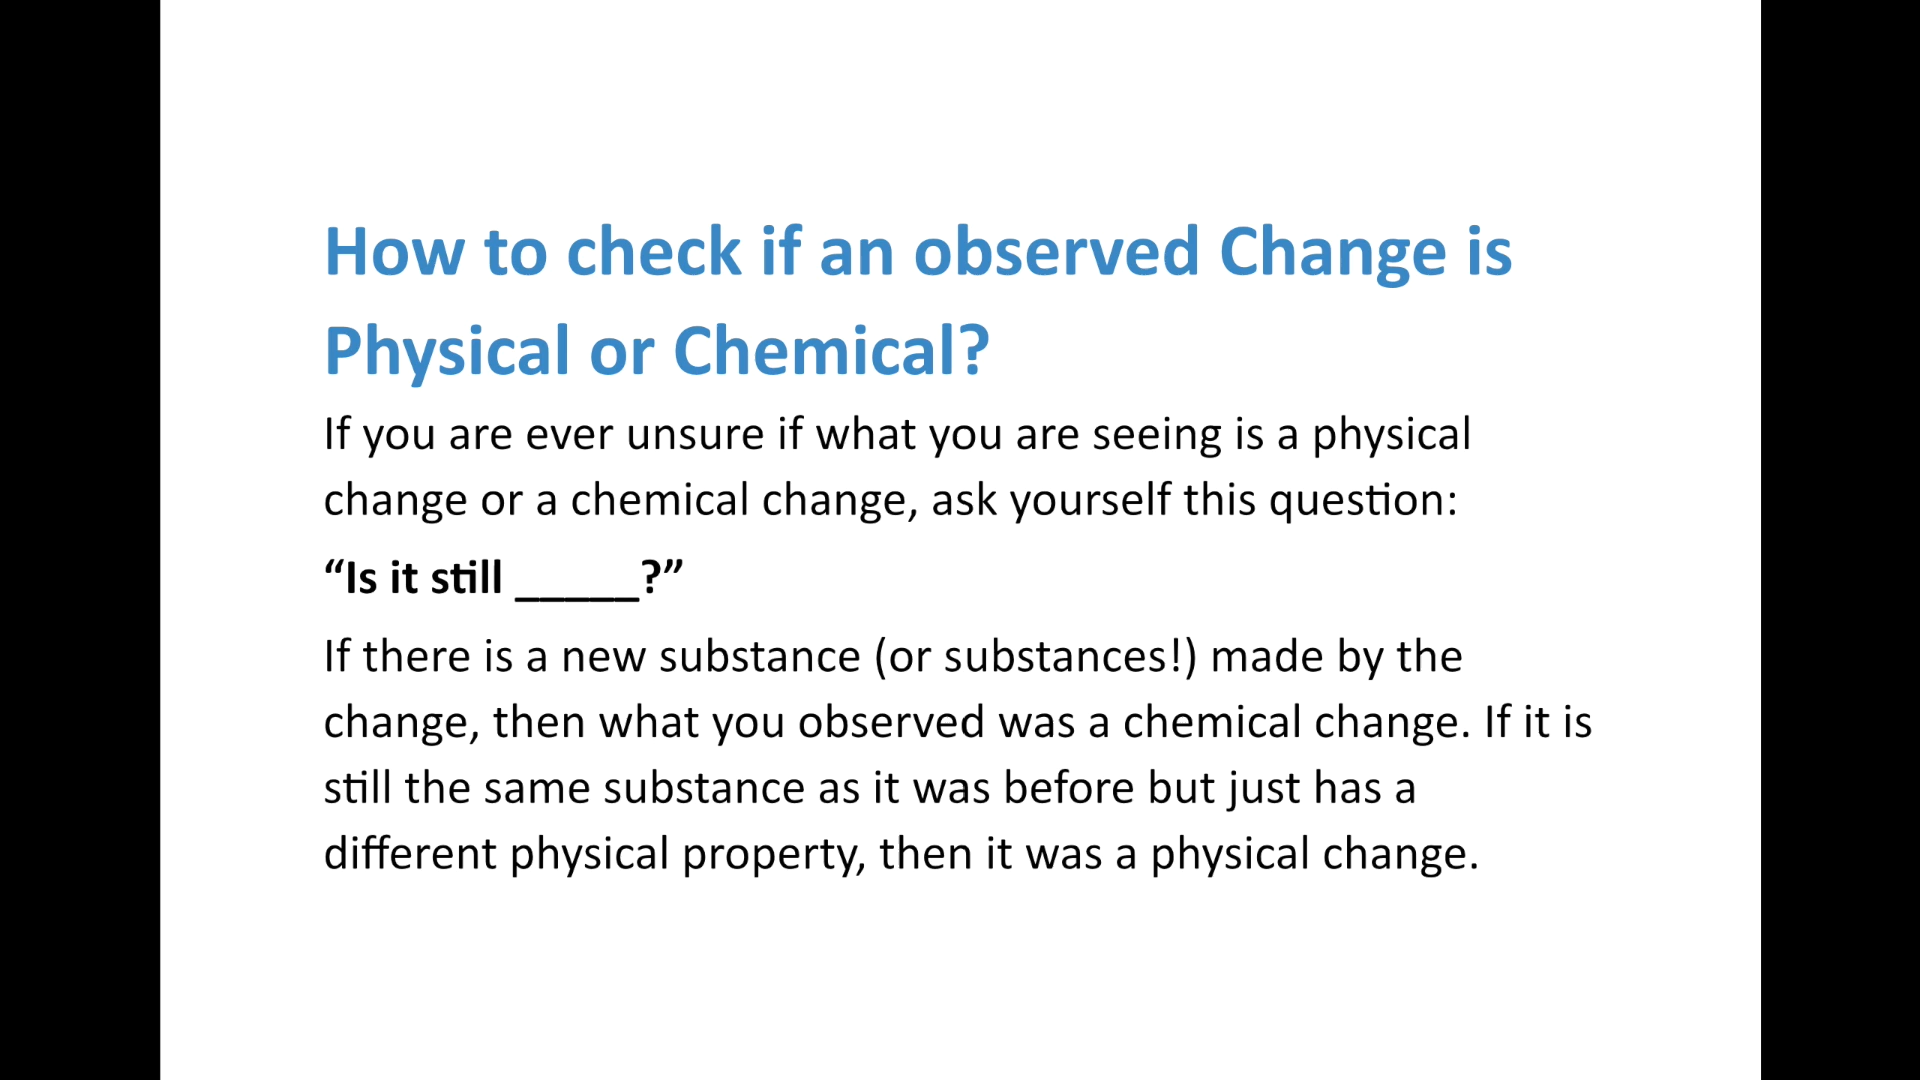 How to check if an observed Change is
Physical or Chemical?
If you are ever unsure if what you are seeing is a physical
change or a chemical change, ask yourself this question:
“Is it still _____?”
If there is a new substance (or substances!) made by the
change, then what you observed was a chemical change. If it is
still the same substance as it was before but just has a
different physical property, then it was a physical change.